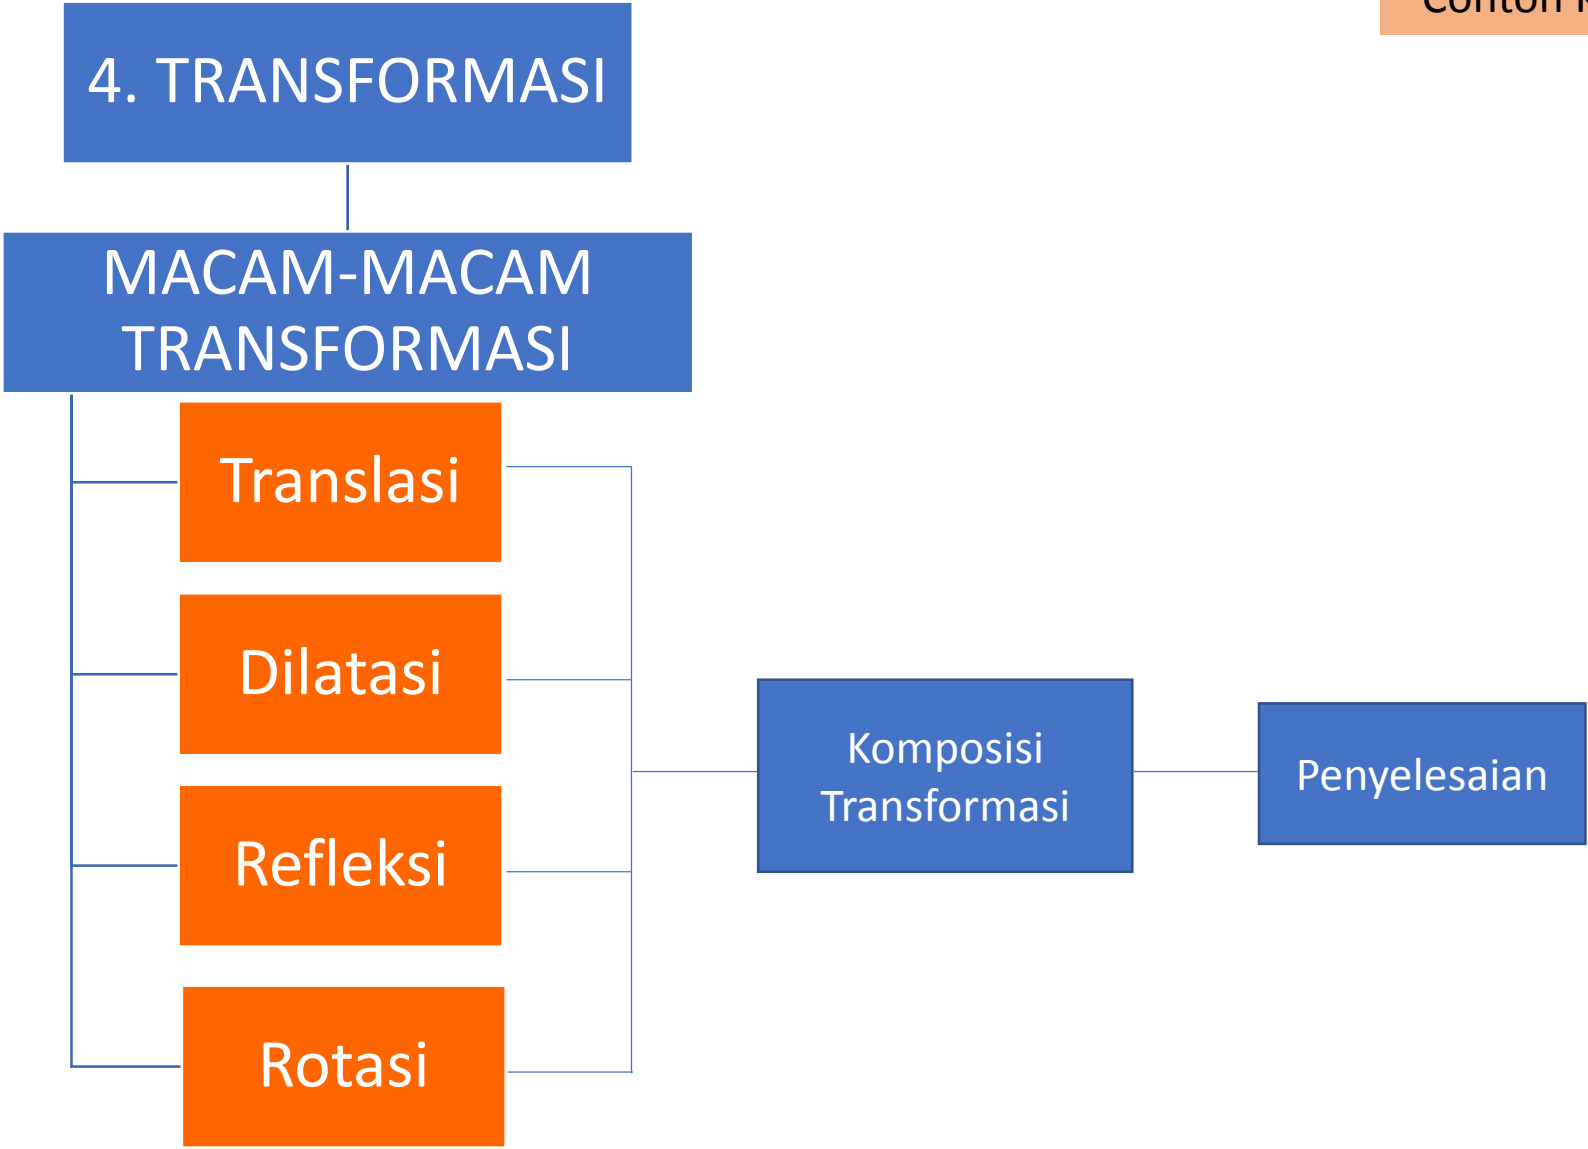 4. TRANSFORMASI
MACAM-MACAM
TRANSFORMASI
Translasi
Dilatasi
Refleksi
Rotasi
Komposisi
Transformasi
Penyelesaian